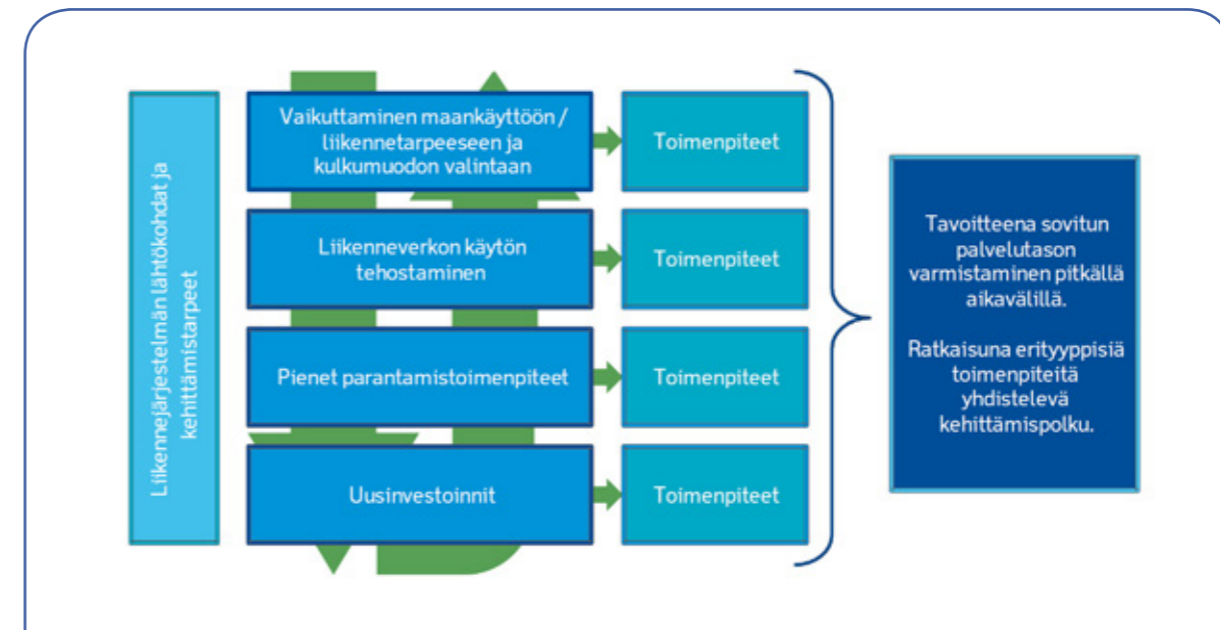 Liikennejärjestelmän lähtökohdat ja
kehittämistarpeet
Vaikuttaminen maankäyttöön /
liikennetarpeeseen ja
kulkumuodon valintaan
Toimenpiteet
Liikenneverkon käytön
tehostaminen
Toimenpiteet
Pienet parantamistoimenpiteet
Toimenpiteet
Uusinvestoinnit
Toimenpiteet
Tavoitteena sovitun
palvelutason
varmistaminen pitkällä
aikavälillä.
Ratkaisuna erityyppisiä
toimenpiteitä
yhdistelevä
kehittämispolku.